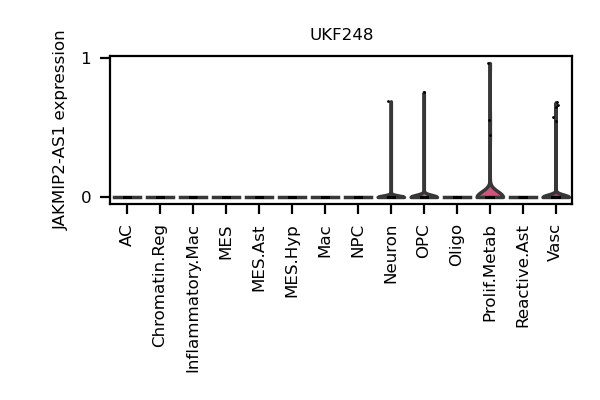 UKF248
JAKMIP2-AS1 expression
1
0
AC
Chromatin.Reg
Inflammatory.Mac
MES
MES.Ast
MES.Hyp
Mac
NPC
Neuron
OPC
Oligo
Prolif.Metab
Reactive.Ast
Vasc